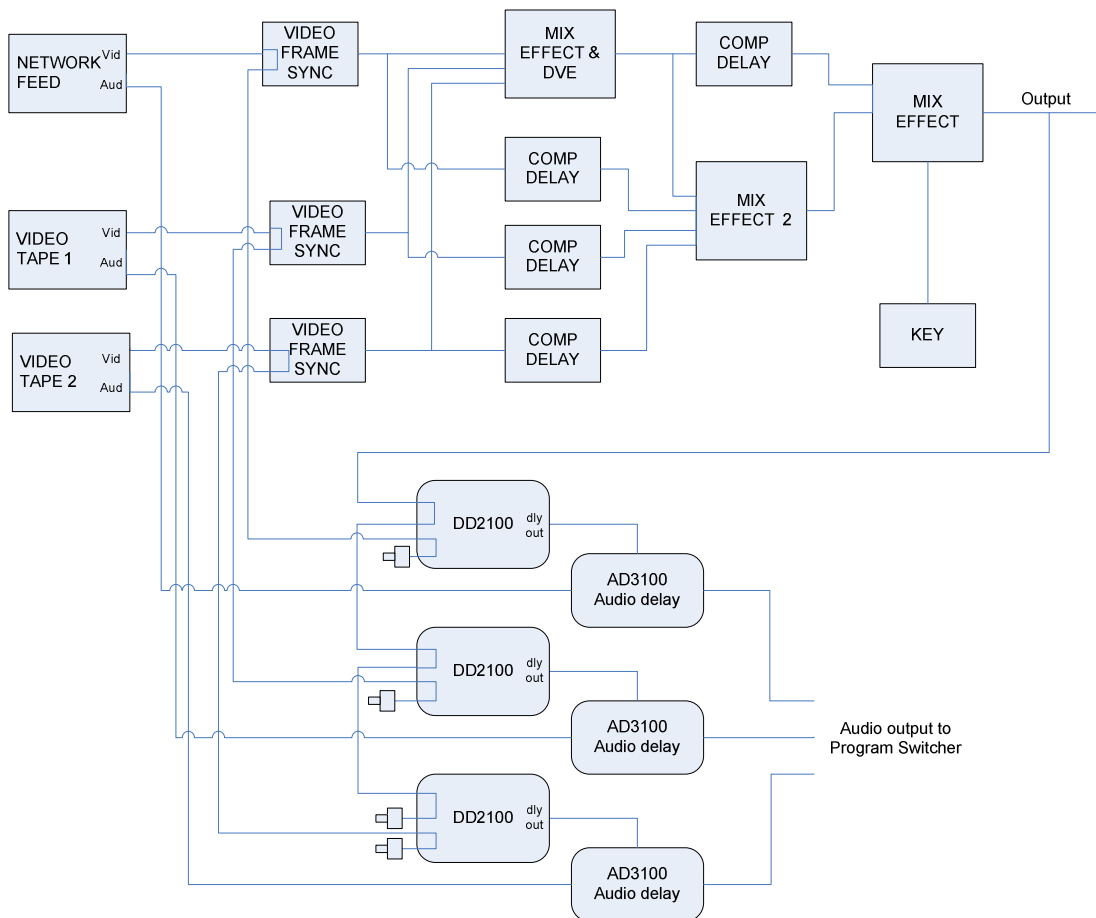 NETWORK
FEED
Vid
Aud
VIDEO
FRAME
SYNC
MIX
EFFECT &
DVE
COMP
DELAY
MIX
EFFECT
Output
COMP
DELAY
VIDEO
TAPE 1
Vid
Aud
VIDEO
FRAME
SYNC
COMP
DELAY
MIX
EFFECT 2
VIDEO
TAPE 2
Vid
Aud
VIDEO
FRAME
SYNC
COMP
DELAY
KEY
DD2100
dly
out
AD3100
Audio delay
DD2100
dly
out
AD3100
Audio delay
Audio output to
Program Switcher
DD2100
dly
out
AD3100
Audio delay